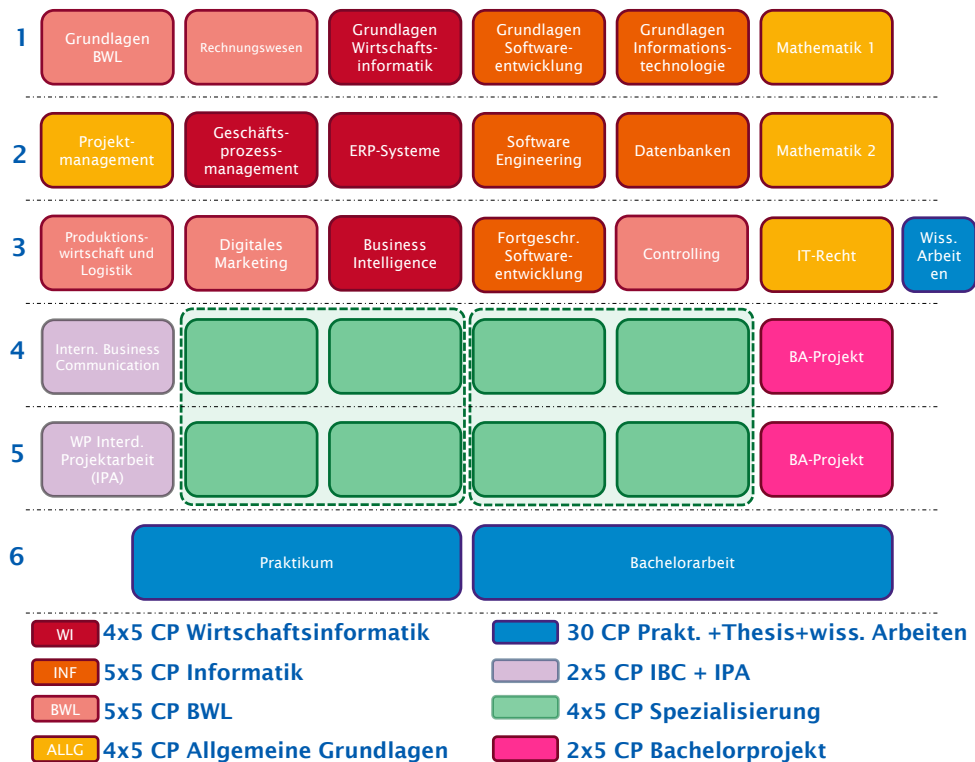 1
Grundlagen
BWL
Rechnungswesen
Grundlagen
Wirtschafts-
informatik
Grundlagen
Software-
entwicklung
Grundlagen
Informations-
technologie
Mathematik 1
2
Projekt-
management
Geschäfts-
prozess-
management
ERP-Systeme
Software
Engineering
Datenbanken
Mathematik 2
3
Produktions-
wirtschaft und
Logistik
Digitales
Marketing
Business
Intelligence
Fortgeschr.
Software-
entwicklung
Controlling
IT-Recht
Wiss.
Arbeit
en
4
Intern. Business
Communication
BA-Projekt
5
WP Interd.
Projektarbeit
(IPA)
BA-Projekt
6
Praktikum
Bachelorarbeit
WI
4x5 CP Wirtschaftsinformatik
INF
5x5 CP Informatik
BWL
5x5 CP BWL
ALLG
4x5 CP Allgemeine Grundlagen
30 CP Prakt. +Thesis+wiss. Arbeiten
2x5 CP IBC + IPA
4x5 CP Spezialisierung
2x5 CP Bachelorprojekt